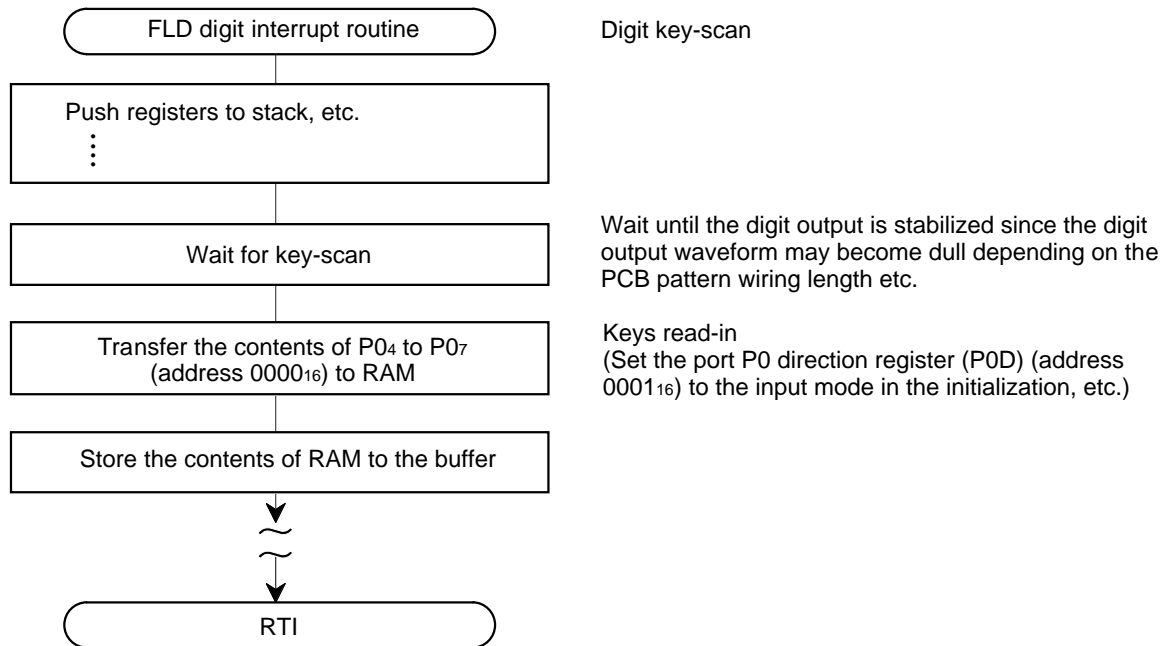 FLD digit interrupt routine
Digit key-scan
Push registers to stack, etc.
Wait for key-scan
Wait until the digit output is stabilized since the digit
output waveform may become dull depending on the
PCB pattern wiring length etc.
Transfer the contents of P0₄ to P0₇
(address 0000₁₆) to RAM
Keys read-in
(Set the port P0 direction register (P0D) (address
0001₁₆) to the input mode in the initialization, etc.)
Store the contents of RAM to the buffer
RTI